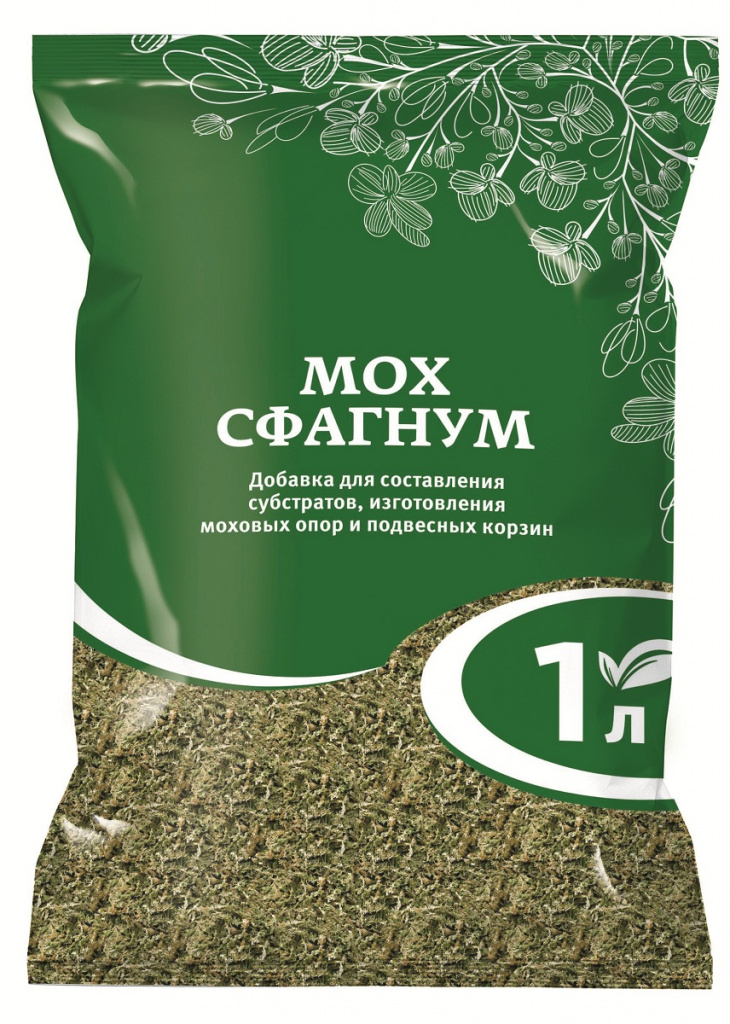 МОХ
СФАГНУМ
Добавка для составления
субстратов, изготовления
моховых опор и подвесных корзин
1 л